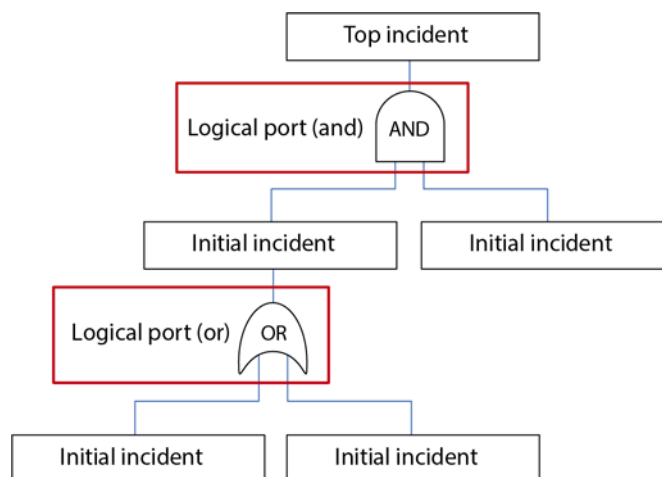 Top incident
Logical port (and)
AND
Initial incident
Initial incident
Logical port (or)
OR
Initial incident
Initial incident